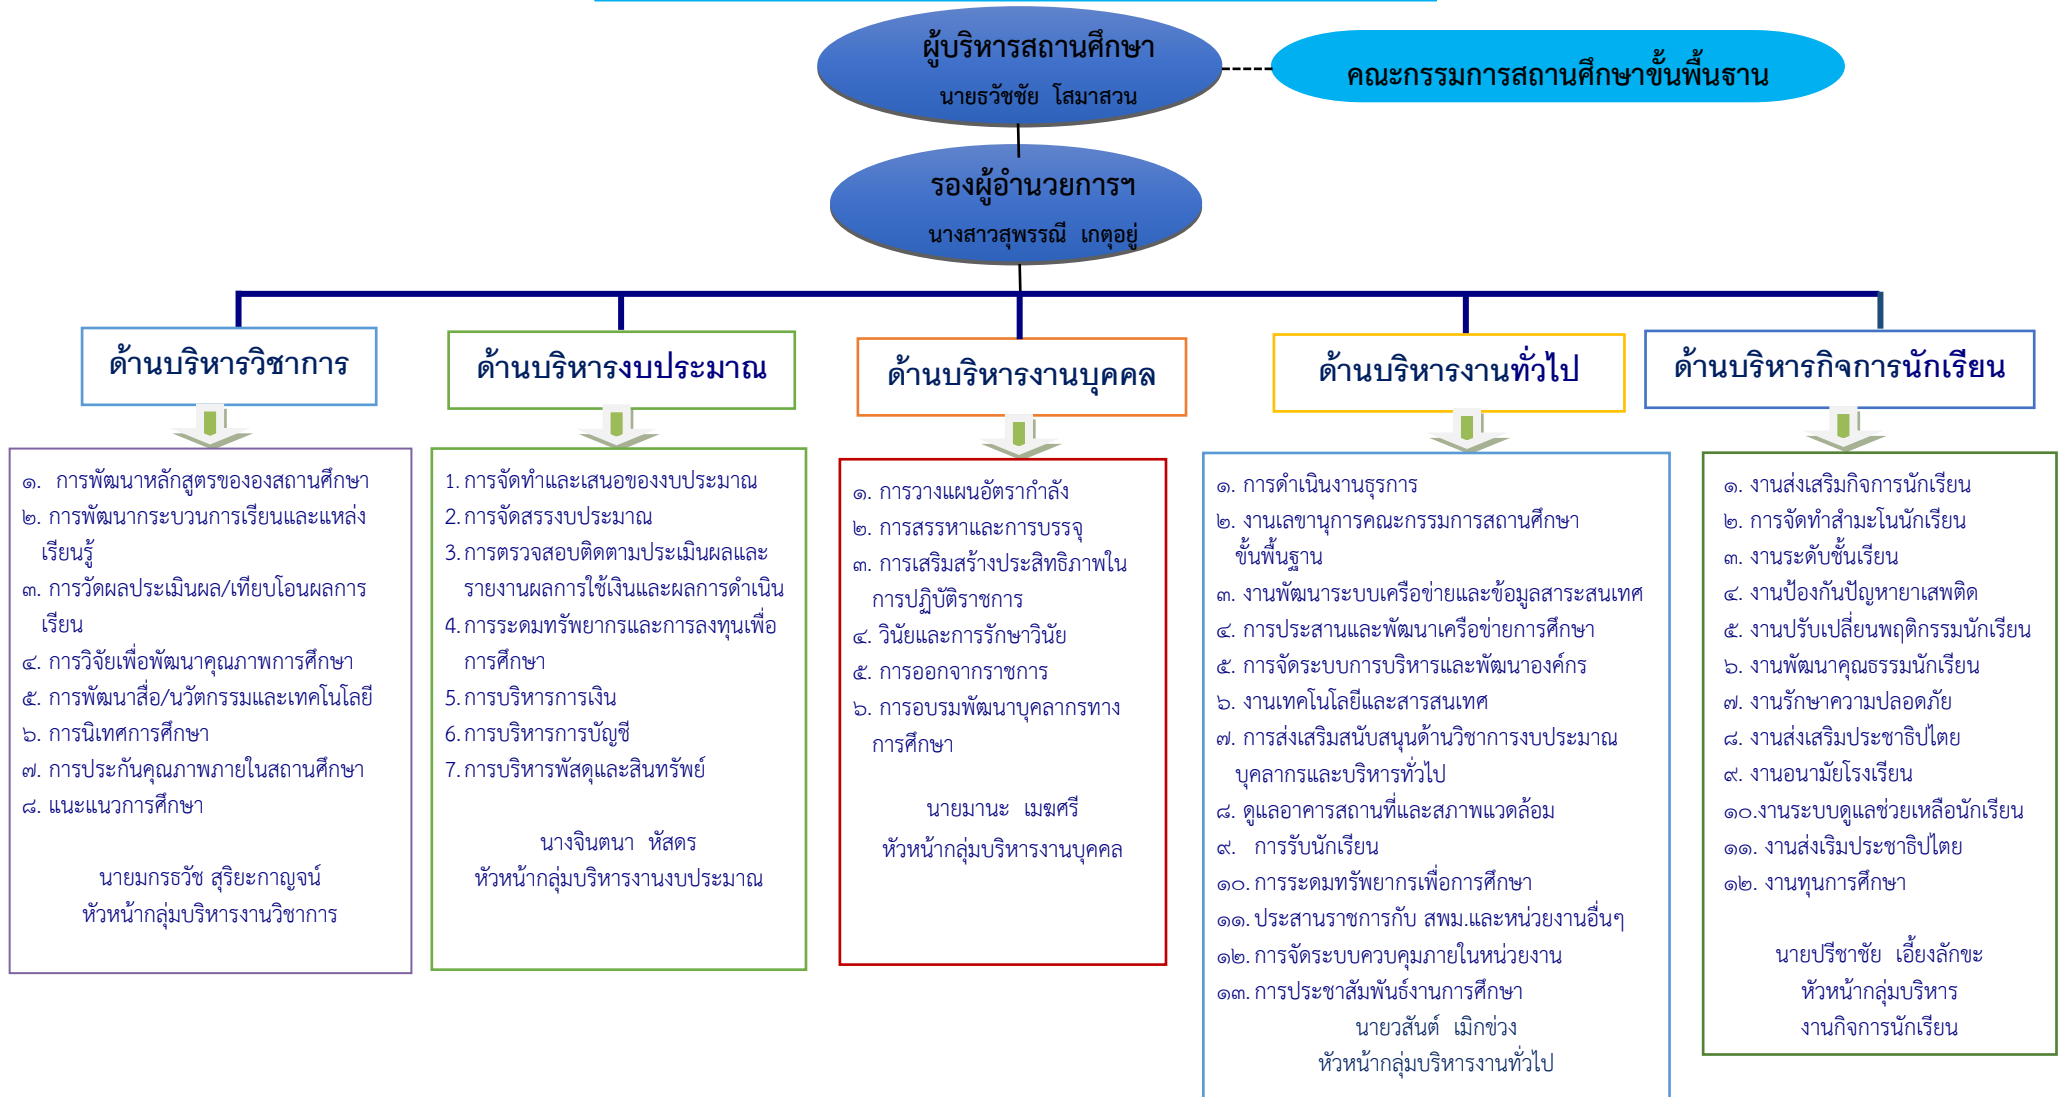 ผู้บริหารสถานศึกษา
นายธวัชชัย โสมาสวน
คณะกรรมการสถานศึกษาขั้นพื้นฐาน
รองผู้อำนวยการฯ
นางสาวสุพรรณี เกตุอยู่
ด้านบริหารวิชาการ
๑. การพัฒนาหลักสูตรขององสถานศึกษา
๒. การพัฒนากระบวนการเรียนและแหล่ง
เรียนรู้
๓. การวัดผลประเมินผล/เทียบโอนผลการ
เรียน
๔. การวิจัยเพื่อพัฒนาคุณภาพการศึกษา
๕. การพัฒนาสื่อ/นวัตกรรมและเทคโนโลยี
๖. การนิเทศการศึกษา
๗. การประกันคุณภาพภายในสถานศึกษา
๘. แนะแนวการศึกษา
นายมกรธวัช สุริยะกาญจน์
หัวหน้ากลุ่มบริหารงานวิชาการ
ด้านบริหารงบประมาณ
1. การจัดทำและเสนอของงบประมาณ
2. การจัดสรรงบประมาณ
3. การตรวจสอบติดตามประเมินผลและ
รายงานผลการใช้เงินและผลการดำเนิน
4. การระดมทรัพยากรและการลงทุนเพื่อ
การศึกษา
5. การบริหารการเงิน
6. การบริหารการบัญชี
7. การบริหารพัสดุและสินทรัพย์
นางจินตนา หัสดร
หัวหน้ากลุ่มบริหารงานงบประมาณ
ด้านบริหารงานบุคคล
๑. การวางแผนอัตรากำลัง
๒. การสรรหาและการบรรจุ
๓. การเสริมสร้างประสิทธิภาพใน
การปฏิบัติราชการ
๔. วินัยและการรักษาวินัย
๕. การออกจากราชการ
๖. การอบรมพัฒนาบุคลากรทาง
การศึกษา
นายมานะ เมฆศรี
หัวหน้ากลุ่มบริหารงานบุคคล
ด้านบริหารงานทั่วไป
๑. การดำเนินงานธุรการ
๒. งานเลขานุการคณะกรรมการสถานศึกษา
ขั้นพื้นฐาน
๓. งานพัฒนาระบบเครือข่ายและข้อมูลสาระสนเทศ
๔. การประสานและพัฒนาเครือข่ายการศึกษา
๕. การจัดระบบการบริหารและพัฒนาองค์กร
๖. งานเทคโนโลยีและสารสนเทศ
๗. การส่งเสริมสนับสนุนด้านวิชาการงบประมาณ
บุคลากรและบริหารทั่วไป
๘. ดูแลอาคารสถานที่และสภาพแวดล้อม
๙. การรับนักเรียน
๑๐. การระดมทรัพยากรเพื่อการศึกษา
๑๑. ประสานราชการกับ สพม.และหน่วยงานอื่นๆ
๑๒. การจัดระบบควบคุมภายในหน่วยงาน
๑๓. การประชาสัมพันธ์งานการศึกษา
นายวสันต์ เมิกข่วง
หัวหน้ากลุ่มบริหารงานทั่วไป
ด้านบริหารกิจการนักเรียน
๑. งานส่งเสริมกิจการนักเรียน
๒. การจัดทำสำมะโนนักเรียน
๓. งานระดับชั้นเรียน
๔. งานป้องกันปัญหายาเสพติด
๕. งานปรับเปลี่ยนพฤติกรรมนักเรียน
๖. งานพัฒนาคุณธรรมนักเรียน
๗. งานรักษาความปลอดภัย
๘. งานส่งเสริมประชาธิปไตย
๙. งานอนามัยโรงเรียน
๑๐.งานระบบดูแลช่วยเหลือนักเรียน
๑๑. งานส่งเริมประชาธิปไตย
๑๒. งานทุนการศึกษา
นายปรีชาชัย เอี้ยงลักขะ
หัวหน้ากลุ่มบริหาร
งานกิจการนักเรียน